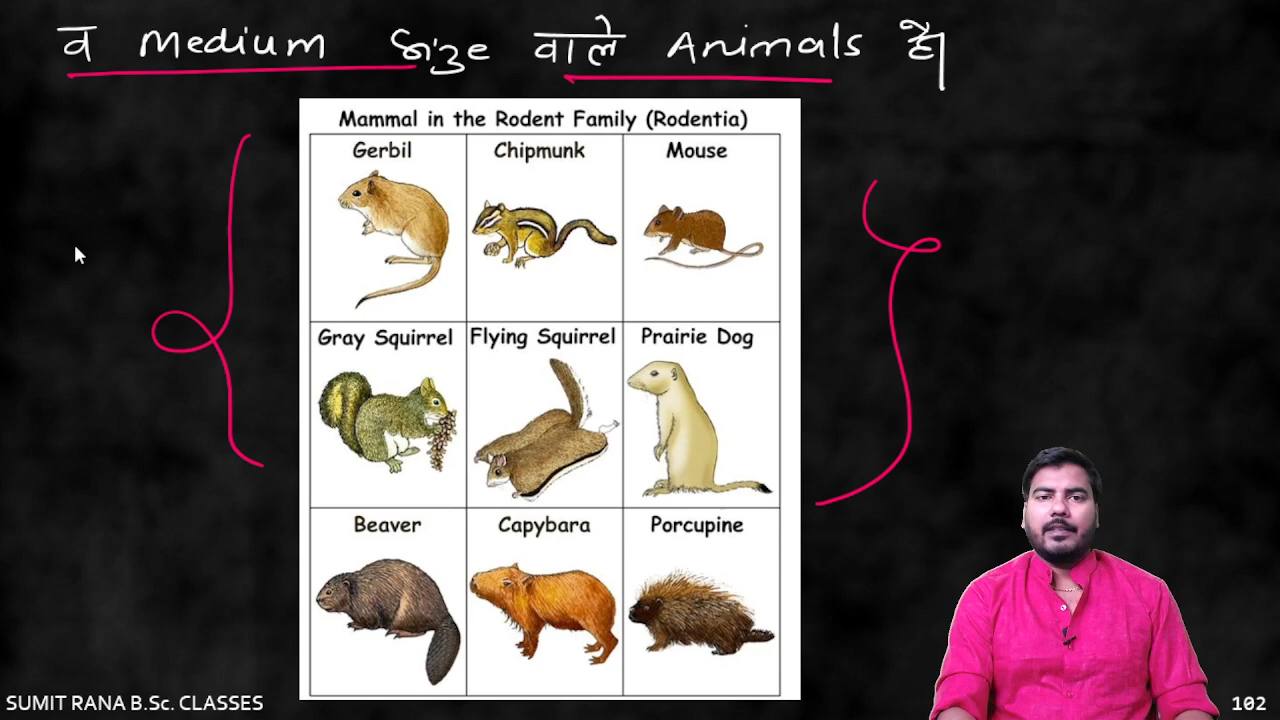 व Medium साइज वाले Animals है।
Mammal in the Rodent Family (Rodentia)
Gerbil Chipmunk Mouse
Gray Squirrel Flying Squirrel Prairie Dog
Beaver Capybara Porcupine
SUMIT RANA B.Sc. CLASSES 102